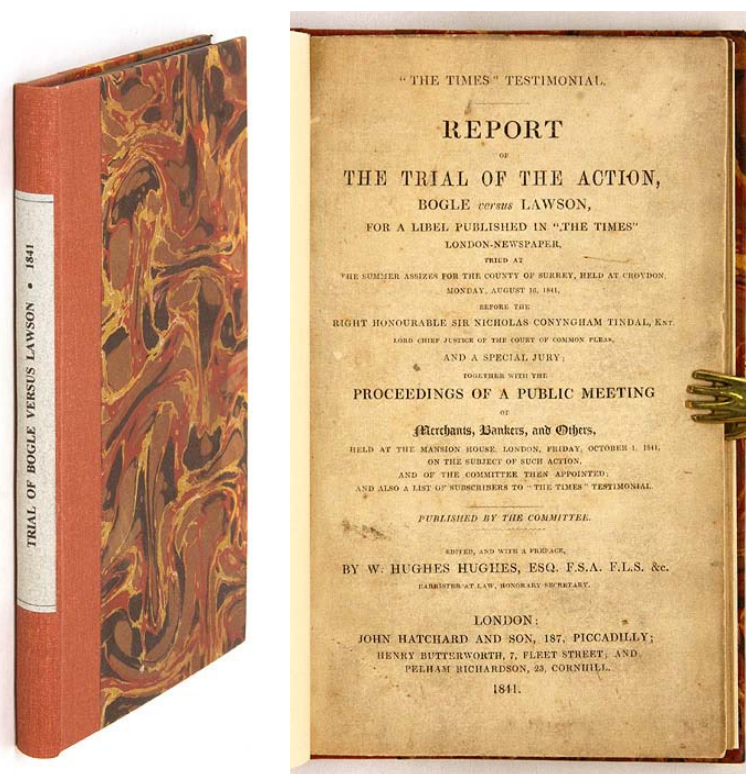 TRIAL OF BOGLE VERSUS LAWSON • 1841
"THE TIMES" TESTIMONIAL.
REPORT
OF
THE TRIAL OF THE ACTION,
BOGLE versus LAWSON,
FOR A LIBEL PUBLISHED IN "THE TIMES"
LONDON-NEWSPAPER,
TRIED AT
THE SUMMER ASSIZES FOR THE COUNTY OF SURREY, HELD AT CROYDON,
MONDAY, AUGUST 16, 1841,
BEFORE THE
RIGHT HONOURABLE SIR NICHOLAS CONYNGHAM TINDAL, KNT.
LORD CHIEF JUSTICE OF THE COURT OF COMMON PLEAS,
AND A SPECIAL JURY;
TOGETHER WITH THE
PROCEEDINGS OF A PUBLIC MEETING
OF
Merchants, Bankers, and Others,
HELD AT THE MANSION HOUSE, LONDON, FRIDAY, OCTOBER 1, 1841,
ON THE SUBJECT OF SUCH ACTION,
AND OF THE COMMITTEE THEN APPOINTED;
AND ALSO A LIST OF SUBSCRIBERS TO "THE TIMES" TESTIMONIAL.
PUBLISHED BY THE COMMITTEE.
EDITED, AND WITH A PREFACE,
BY W. HUGHES HUGHES, ESQ. F.S.A. F.L.S. &c.
BARRISTER AT LAW, HONORARY SECRETARY.
LONDON:
JOHN HATCHARD AND SON, 187, PICCADILLY;
HENRY BUTTERWORTH, 7, FLEET STREET; AND
PELHAM RICHARDSON, 23, CORNHILL.
1841.